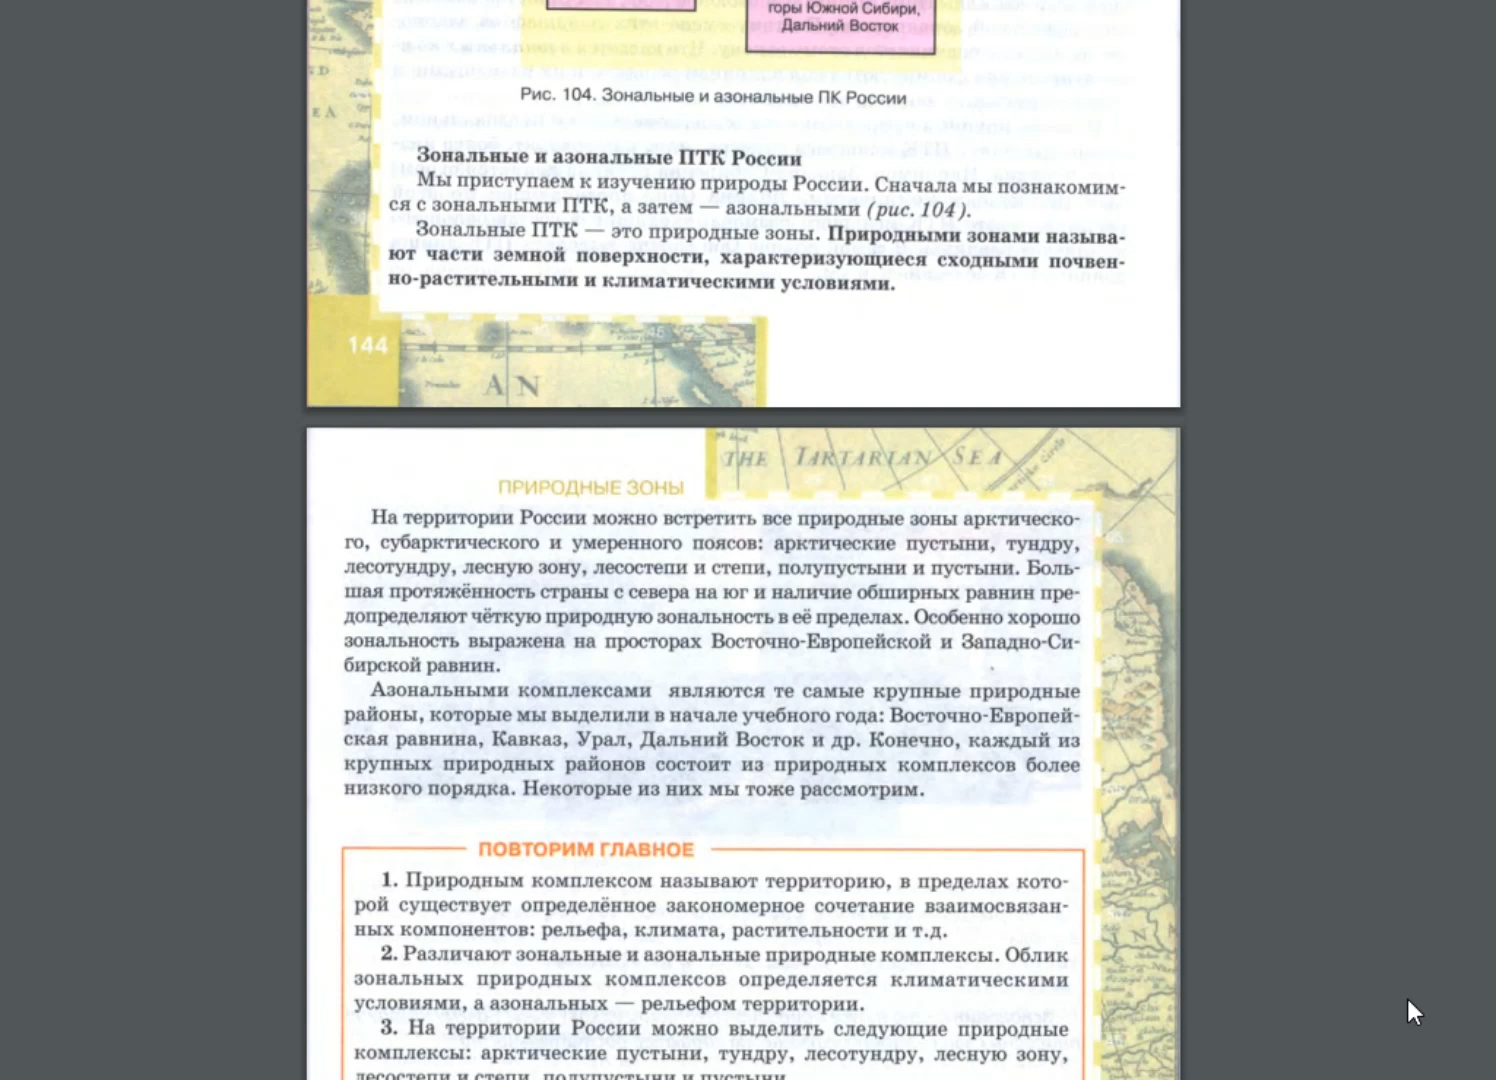 горы Южной Сибири,
Дальний Восток
Рис. 104. Зональные и азональные ПК России
Зональные и азональные ПТК России
Мы приступаем к изучению природы России. Сначала мы познакомим-
ся с зональными ПТК, а затем — азональными (рис. 104).
Зональные ПТК — это природные зоны. Природными зонами называ-
ют части земной поверхности, характеризующиеся сходными почвен-
но-растительными и климатическими условиями.
144
AN
THE TARTARIAN SEA
ПРИРОДНЫЕ ЗОНЫ
На территории России можно встретить все природные зоны арктическо-
го, субарктического и умеренного поясов: арктические пустыни, тундру,
лесотундру, лесную зону, лесостепи и степи, полупустыни и пустыни. Боль-
шая протяжённость страны с севера на юг и наличие обширных равнин пре-
допределяют чёткую природную зональность в её пределах. Особенно хорошо
зональность выражена на просторах Восточно-Европейской и Западно-Си-
бирской равнин.
Азональными комплексами являются те самые крупные природные
районы, которые мы выделили в начале учебного года: Восточно-Европей-
ская равнина, Кавказ, Урал, Дальний Восток и др. Конечно, каждый из
крупных природных районов состоит из природных комплексов более
низкого порядка. Некоторые из них мы тоже рассмотрим.
ПОВТОРИМ ГЛАВНОЕ
1. Природным комплексом называют территорию, в пределах кото-
рой существует определённое закономерное сочетание взаимосвязан-
ных компонентов: рельефа, климата, растительности и т.д.
2. Различают зональные и азональные природные комплексы. Облик
зональных природных комплексов определяется климатическими
условиями, а азональных — рельефом территории.
3. На территории России можно выделить следующие природные
комплексы: арктические пустыни, тундру, лесотундру, лесную зону,
лесостепи и степи, полупустыни и пустыни.